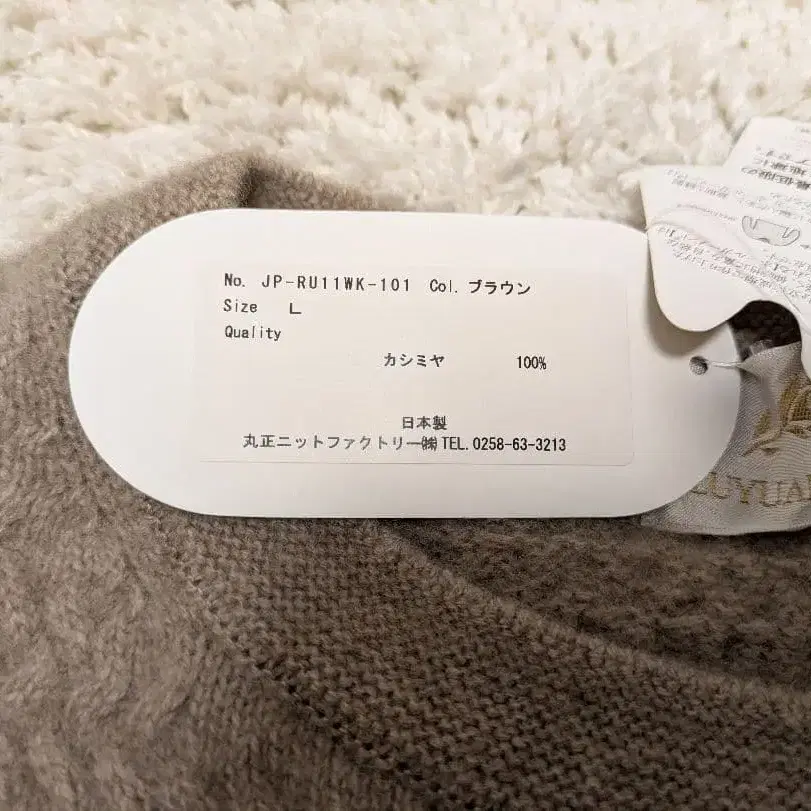 No. JP-RU11WK-101 Col. ブラウン
Size L
Quality
カシミヤ 100%
日本製
丸正ニットファクトリー㈱ TEL. 0258-63-3213